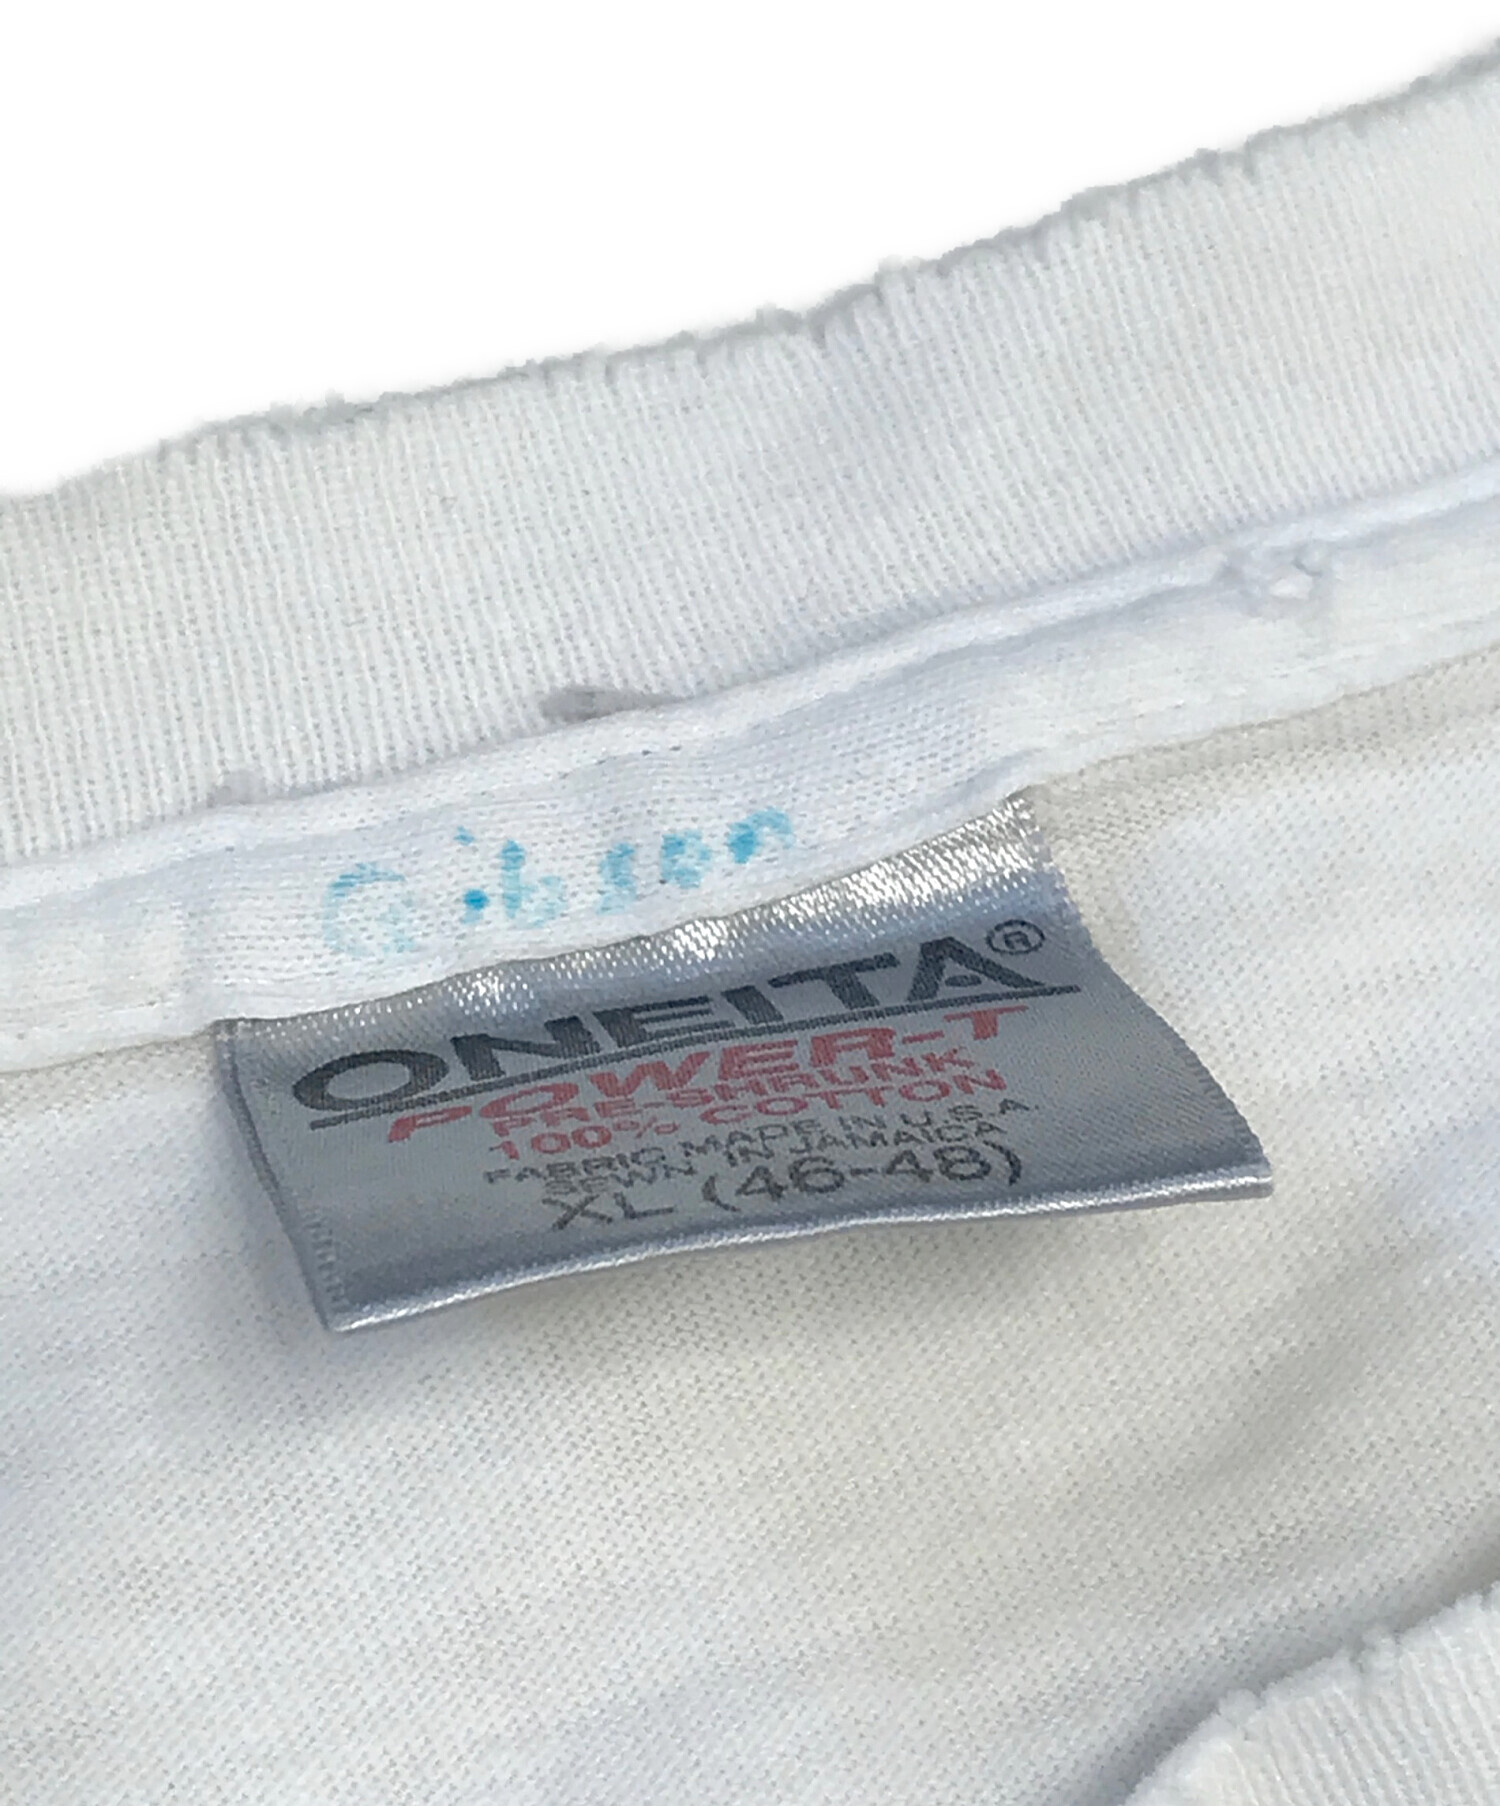 Gibson
ONEITA®
POWER-T
PRE-SHRUNK
100% COTTON
FABRIC MADE IN U.S.A.
SEWN IN JAMAICA
XL (46-48)